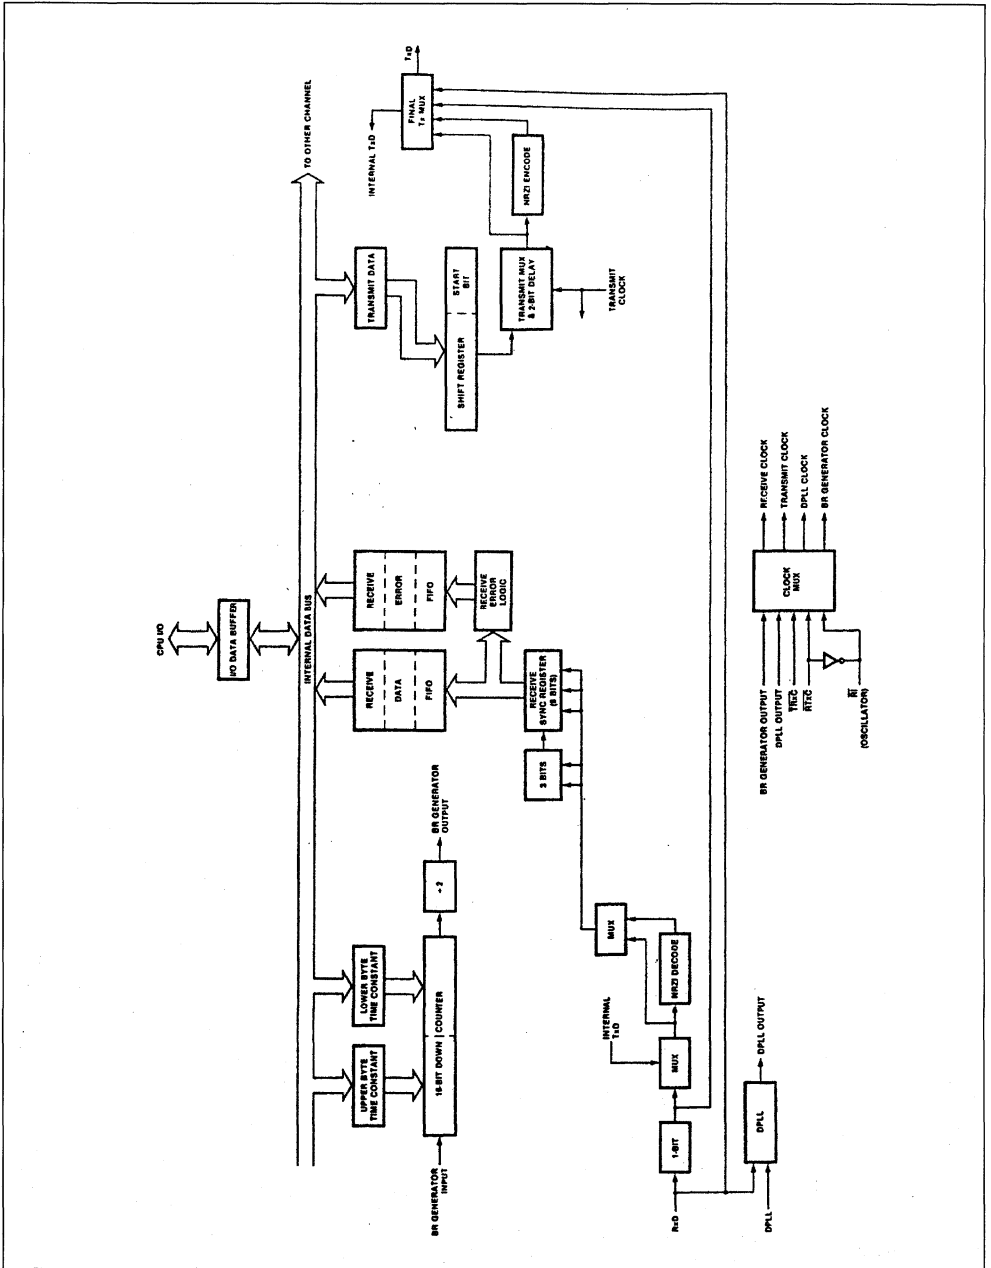 CPU I/O
I/O DATA BUFFER
INTERNAL DATA BUS
TO OTHER CHANNEL
UPPER BYTE
TIME CONSTANT
LOWER BYTE
TIME CONSTANT
BR GENERATOR
INPUT
16-BIT DOWN COUNTER
÷ 2
BR GENERATOR
OUTPUT
RECEIVE
DATA
FIFO
RECEIVE
ERROR
FIFO
RECEIVE
ERROR
LOGIC
3 BITS
RECEIVE
SYNC REGISTER
(8 BITS)
TRANSMIT DATA
SHIFT REGISTER
START
BIT
TRANSMIT MUX
& 2-BIT DELAY
TRANSMIT
CLOCK
NRZI ENCODE
INTERNAL TxD
FINAL
Tx MUX
TxD
RxD
1-BIT
MUX
INTERNAL
TxD
NRZI DECODE
MUX
DPLL
DPLL
DPLL OUTPUT
BR GENERATOR OUTPUT
DPLL OUTPUT
TRxC
RTxC
RI
(OSCILLATOR)
CLOCK
MUX
RECEIVE CLOCK
TRANSMIT CLOCK
DPLL CLOCK
BR GENERATOR CLOCK